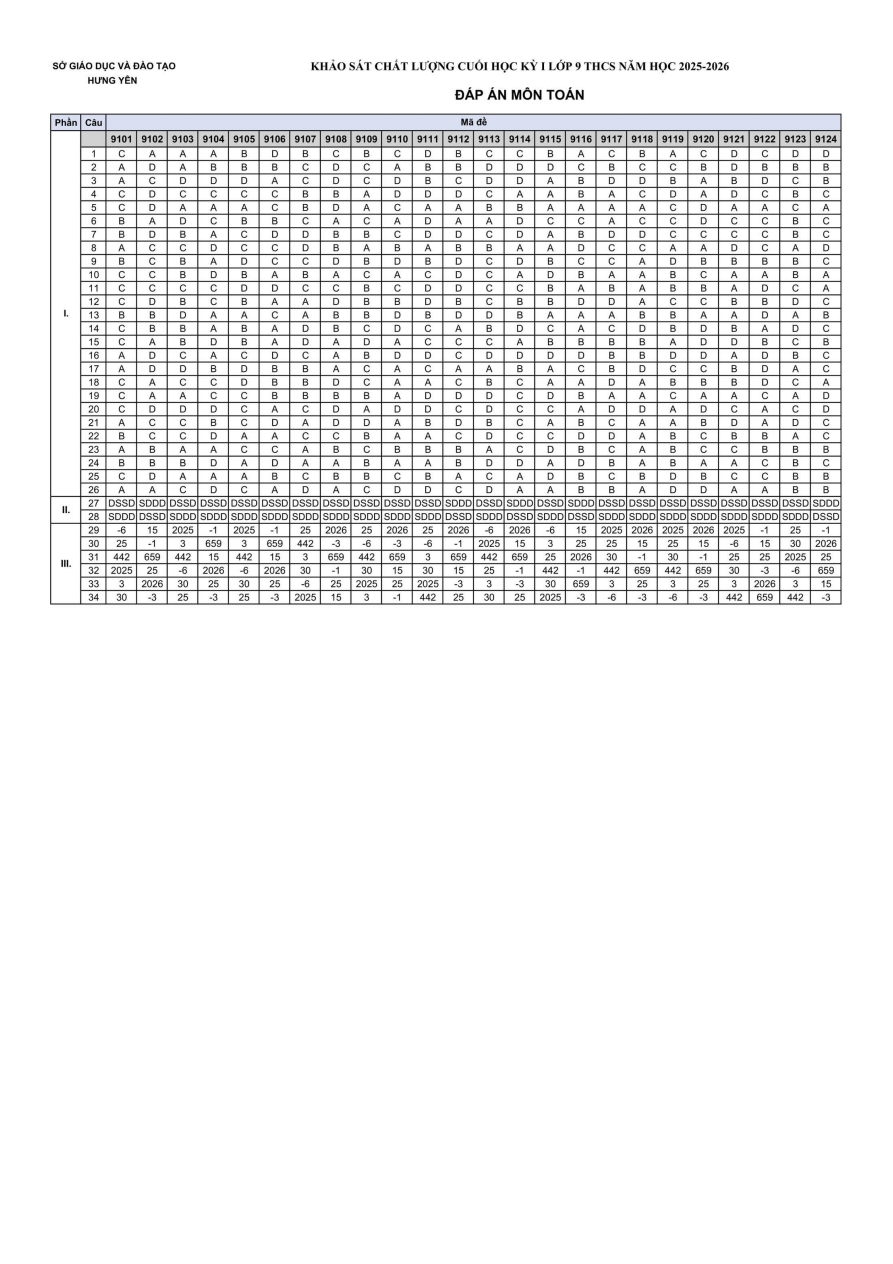 SỞ GIÁO DỤC VÀ ĐÀO TẠO
HƯNG YÊN
KHẢO SÁT CHẤT LƯỢNG CUỐI HỌC KỲ I LỚP 9 THCS NĂM HỌC 2025-2026
ĐÁP ÁN MÔN TOÁN
Phần Câu Mã đề
9101 9102 9103 9104 9105 9106 9107 9108 9109 9110 9111 9112 9113 9114 9115 9116 9117 9118 9119 9120 9121 9122 9123 9124
I.
1 C A A A B D B C B C D B C C B A C B A C D C D D
2 A D A B B B C D C A B B D D D C B C C B D B B B
3 A C D D D A C D C D B C D D A B D D B A B D C B
4 C D C C C C B B A D D D C A A B A C D A D C B C
5 C D A A A C B D A C A A B B A A A A C D A A C A
6 B A D C B B C A C A D A A D C C A C C D C C B C
7 B D B A C D D B B C D D C D A B D D C C C C B C
8 A C C D C C D B A B A B B A A D C C A A D C A D
9 B C B A D C C D B D B D C D B C C A D B B B B C
10 C C B D B A B A C A C D C A D B A A B C A A B A
11 C C C C D D C C B C D D C C B A B A B B A D C A
12 C D B C B A A D B B D B C B B D D A C C B B D C
13 B B D A A C A B B D B D D B A A A B B A A D A B
14 C B B A B A D B C D C A B D C A C D B D B A D C
15 C A B D B A D A D A C C C A B B B B A D D B C B
16 A D C A C D C A B D D C D D D D B B D D A D B C
17 A D D B D B B A C A C A A B A C B D C C B D A C
18 C A C C D B B D C A A C B C A A D A B B B D C A
19 C A A C C B B B B A D D D C D B A A C A A C A D
20 C D D D C A C D A D D C D C C A D D A D C A C D
21 A C C B C D A D D A B D B C A B C A A B D A D C
22 B C C D A A C C B A A C D C C D D A B C B B A C
23 A B A A C C A B C B B B A C D B C A B C C B B B
24 B B B D A D A A B A A B D D A D B A B A A C B C
25 C D A A A B C B B C B A C A D B C B D B C C B B
26 A A C D C A D A C D D C D A A B B A D D A A B B
II.
27 DSSD SDDD DSSD DSSD DSSD DSSD DSSD SDDD DSSD DSSD DSSD SDDD DSSD SDDD DSSD DSSD DSSD DSSD DSSD DSSD DSSD DSSD DSSD SDDD
28 SDDD DSSD SDDD SDDD SDDD SDDD SDDD DSSD SDDD SDDD SDDD DSSD SDDD DSSD SDDD SDDD SDDD SDDD SDDD SDDD SDDD SDDD SDDD DSSD
III.
29 -6 15 2025 -1 2025 -1 25 2026 25 2026 25 2026 -6 2026 -6 15 2025 2026 2025 2026 2025 -1 25 -1
30 25 -1 3 659 3 659 442 -3 -6 -3 -6 -1 2025 15 3 25 25 15 25 15 -6 15 30 2026
31 442 659 442 15 442 15 3 659 442 659 3 659 442 659 25 2026 30 -1 30 -1 25 25 2025 25
32 2025 25 -6 2026 -6 2026 30 -1 30 15 30 15 25 -1 442 -1 442 659 442 659 30 -3 -6 659
33 3 2026 30 25 30 25 -6 25 2025 25 2025 -3 3 -3 30 659 3 25 3 25 3 2026 3 15
34 30 -3 25 -3 25 -3 2025 15 3 -1 442 25 30 25 2025 -3 -6 -3 -6 -3 442 659 442 -3